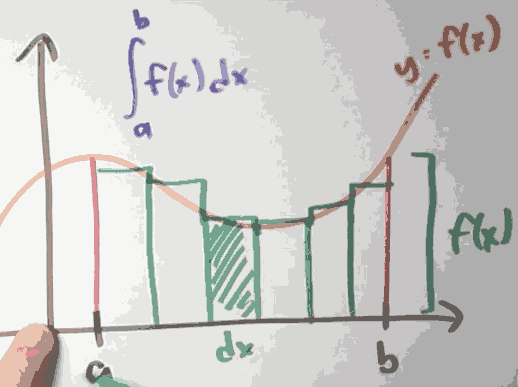 b
∫ f(x) dx
a
y = f(x)
f(x)
a
dx
b